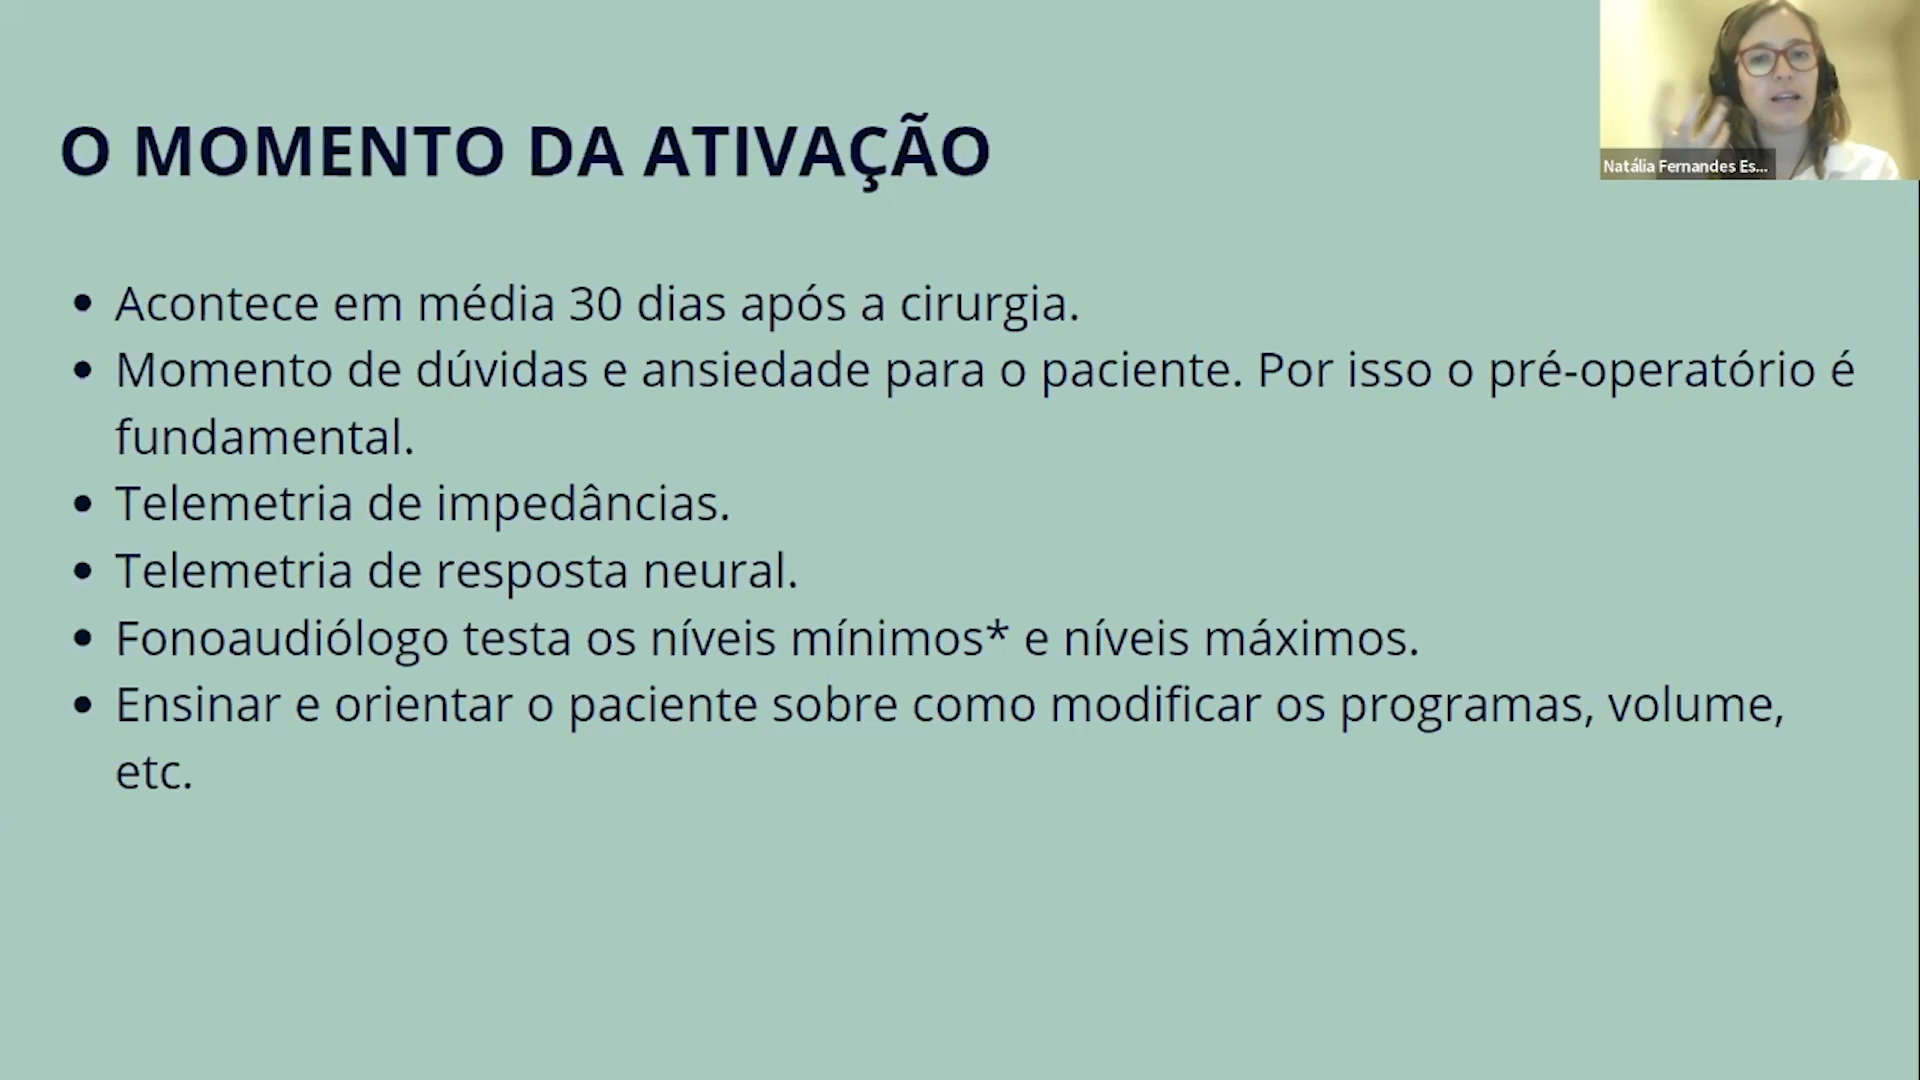 O MOMENTO DA ATIVAÇÃO
Natália Fernandes Es...
• Acontece em média 30 dias após a cirurgia.
• Momento de dúvidas e ansiedade para o paciente. Por isso o pré-operatório é
fundamental.
• Telemetria de impedâncias.
• Telemetria de resposta neural.
• Fonoaudiólogo testa os níveis mínimos* e níveis máximos.
• Ensinar e orientar o paciente sobre como modificar os programas, volume,
etc.